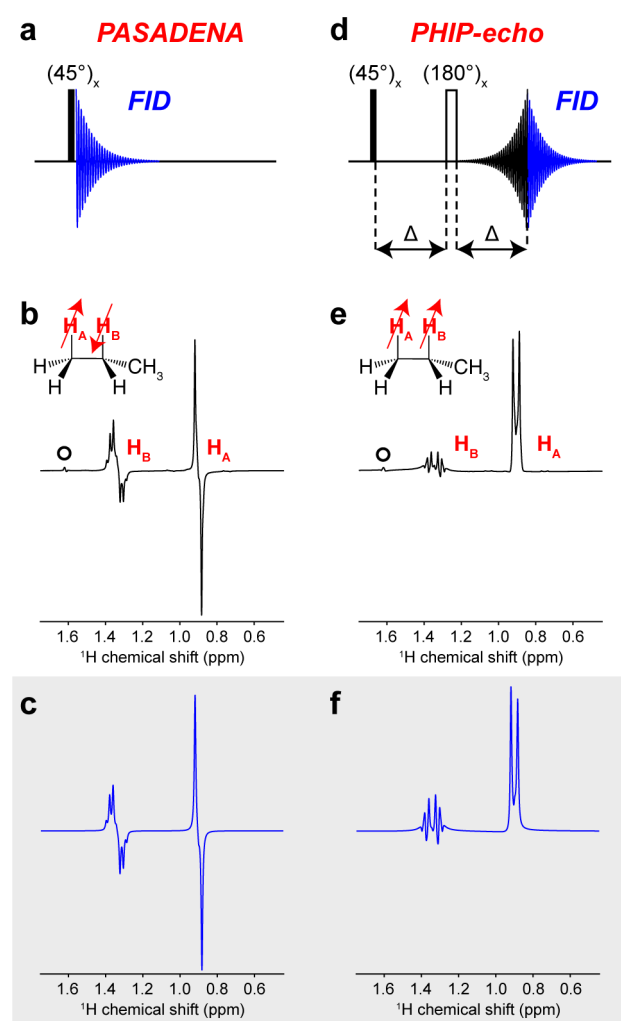 a PASADENA
(45°)x
FID
d PHIP-echo
(45°)x (180°)x
FID
Δ Δ
b
HA HB
H CH3
H H
HB
HA
1.6 1.4 1.2 1.0 0.8 0.6
1H chemical shift (ppm)
e
HA HB
H CH3
H H
HB
HA
1.6 1.4 1.2 1.0 0.8 0.6
1H chemical shift (ppm)
c
1.6 1.4 1.2 1.0 0.8 0.6
1H chemical shift (ppm)
f
1.6 1.4 1.2 1.0 0.8 0.6
1H chemical shift (ppm)